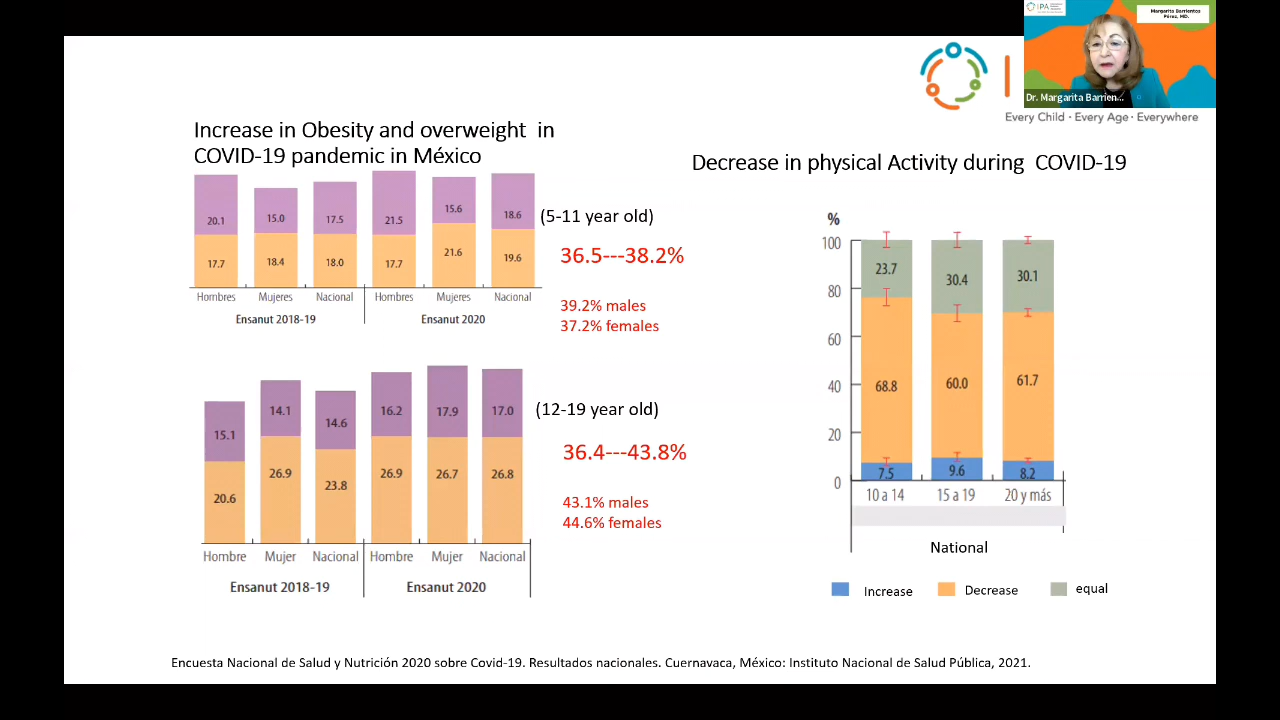 IPA
Margarita Barrientos
Pérez, MD.
Dr. Margarita Barrien...
Every Child · Every Age · Everywhere
Increase in Obesity and overweight in
COVID-19 pandemic in México
20.1 15.0 17.5 21.5 15.6 18.6
17.7 18.4 18.0 17.7 21.6 19.6
Hombres Mujeres Nacional Hombres Mujeres Nacional
Ensanut 2018-19 Ensanut 2020
(5-11 year old)
36.5---38.2%
39.2% males
37.2% females
15.1 14.1 14.6 16.2 17.9 17.0
20.6 26.9 23.8 26.9 26.7 26.8
Hombre Mujer Nacional Hombre Mujer Nacional
Ensanut 2018-19 Ensanut 2020
(12-19 year old)
36.4---43.8%
43.1% males
44.6% females
Decrease in physical Activity during COVID-19
%
100
80
60
40
20
0
23.7 30.4 30.1
68.8 60.0 61.7
7.5 9.6 8.2
10 a 14 15 a 19 20 y más
National
Increase Decrease equal
Encuesta Nacional de Salud y Nutrición 2020 sobre Covid-19. Resultados nacionales. Cuernavaca, México: Instituto Nacional de Salud Pública, 2021.